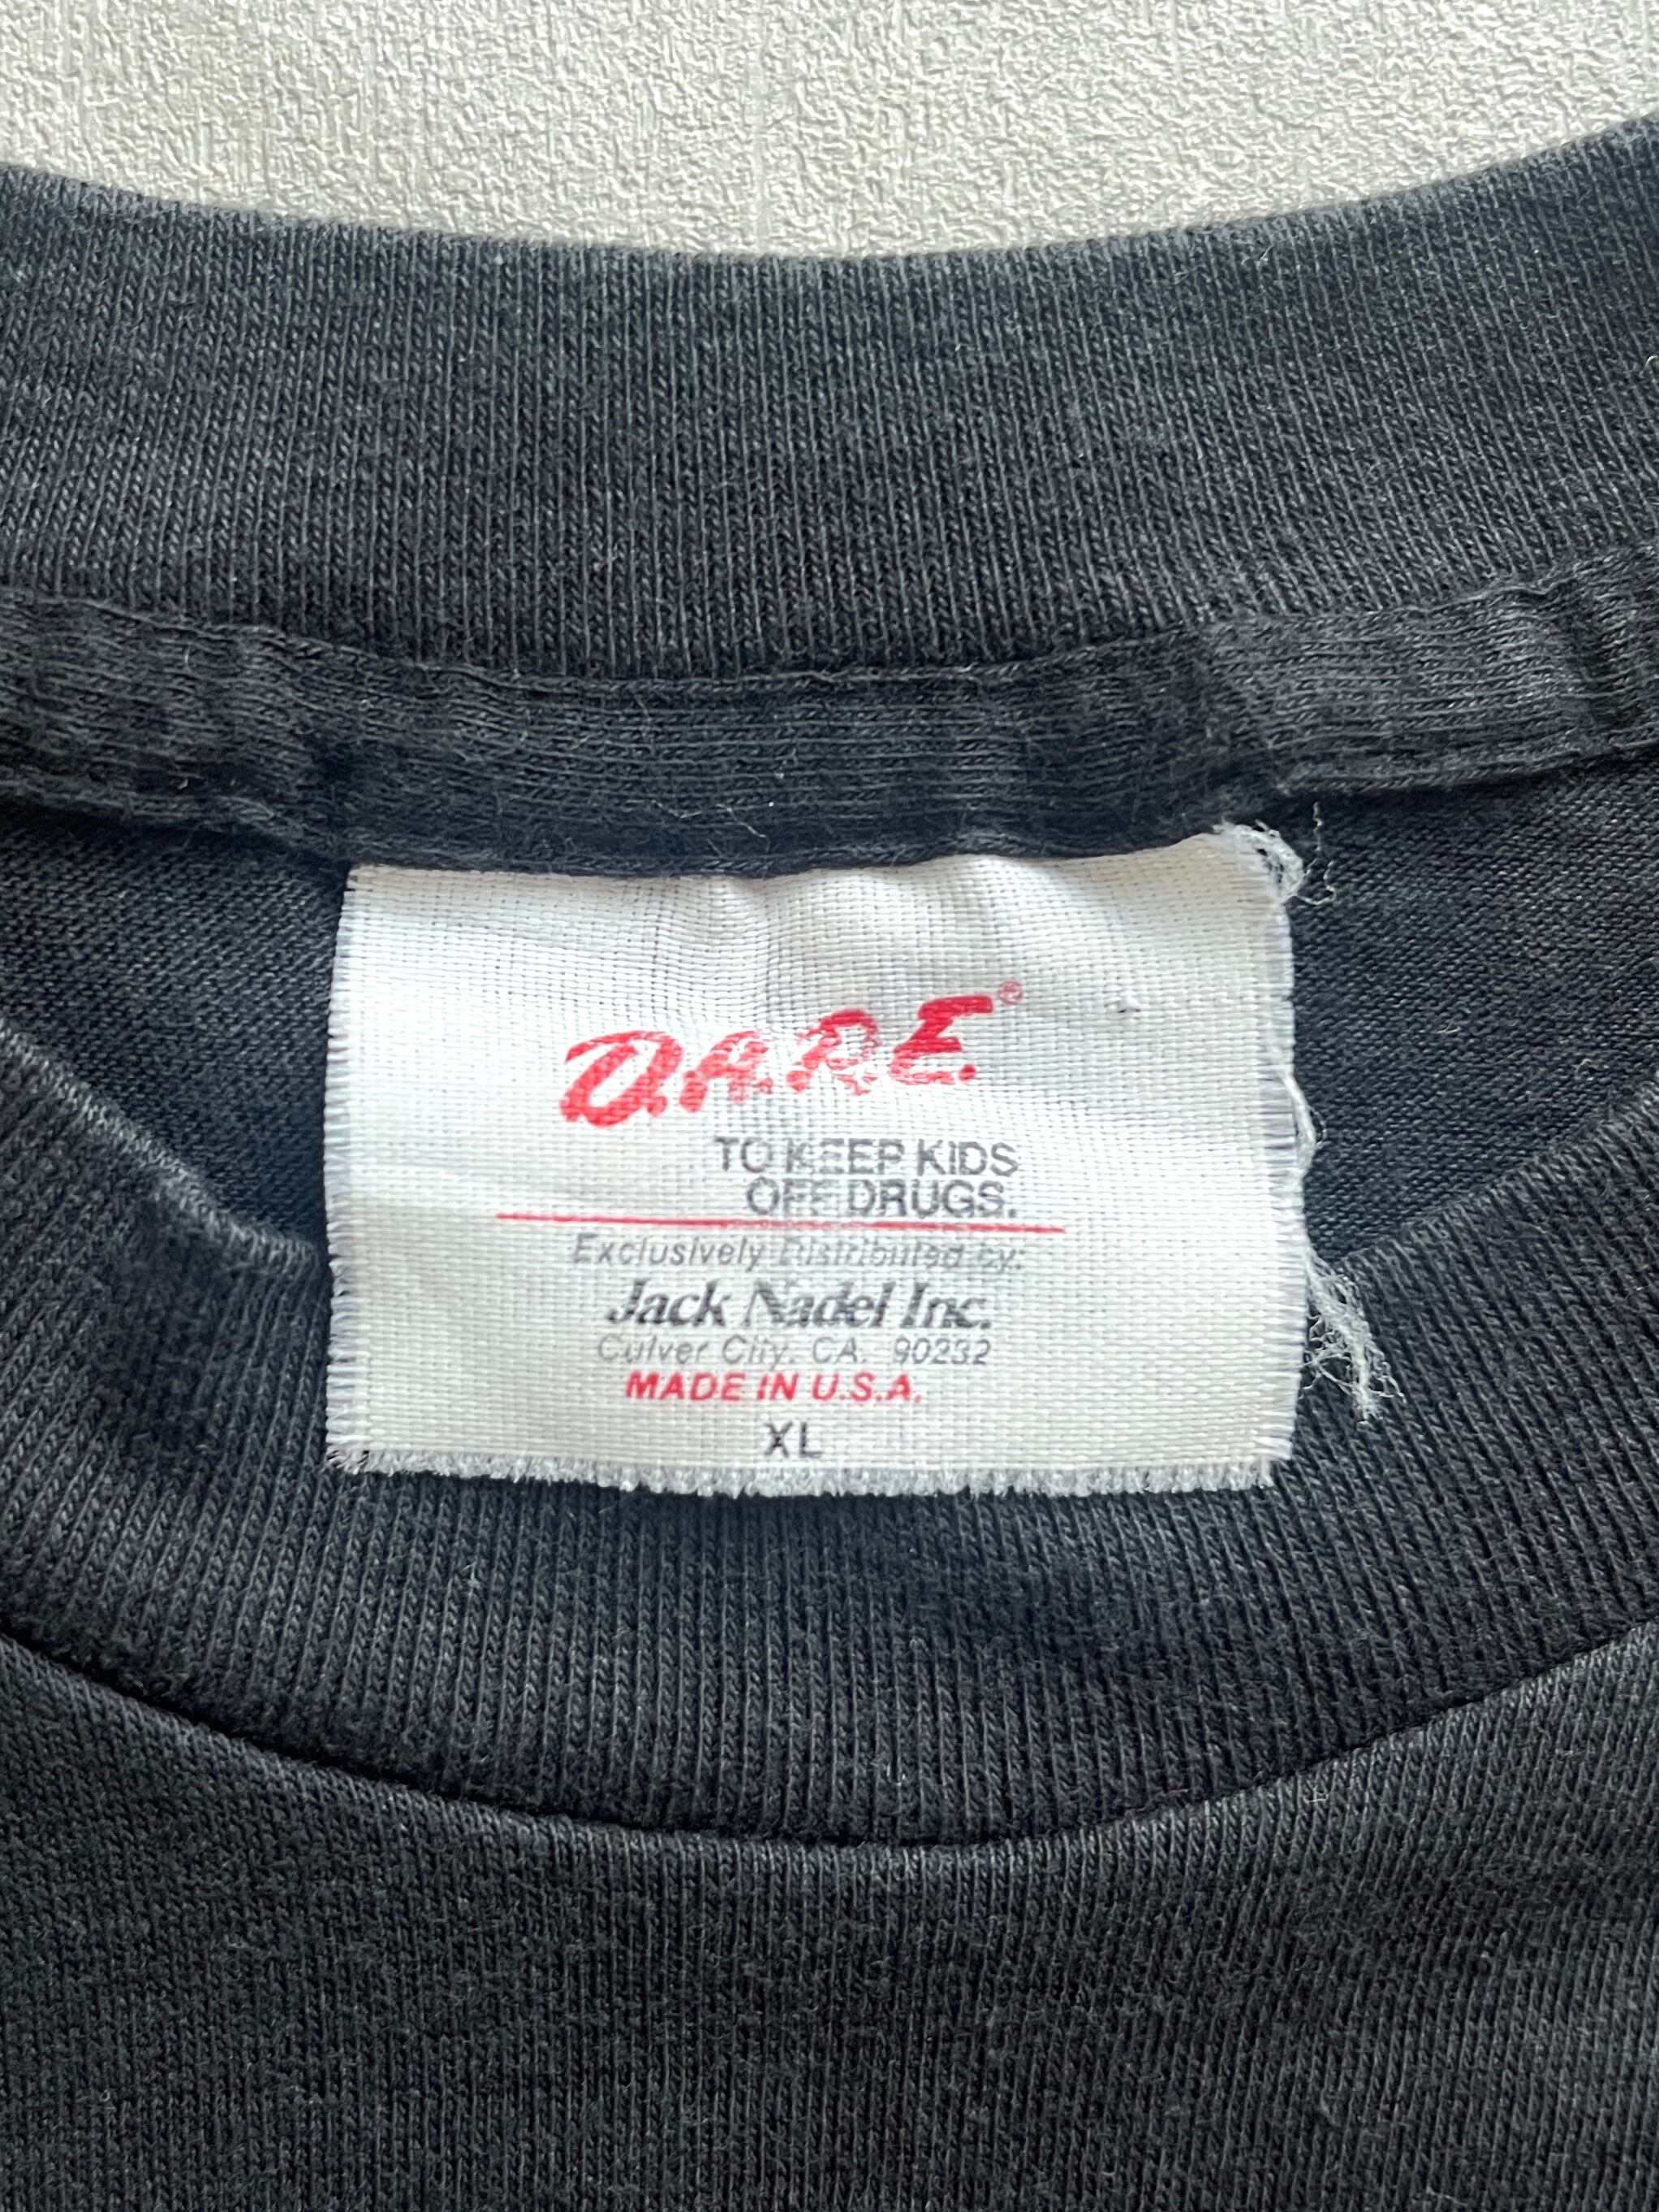 D.A.R.E.®
TO KEEP KIDS
OFF DRUGS.
Exclusively Distributed by:
Jack Nadel Inc.
Culver City, CA. 90232
MADE IN U.S.A.
XL